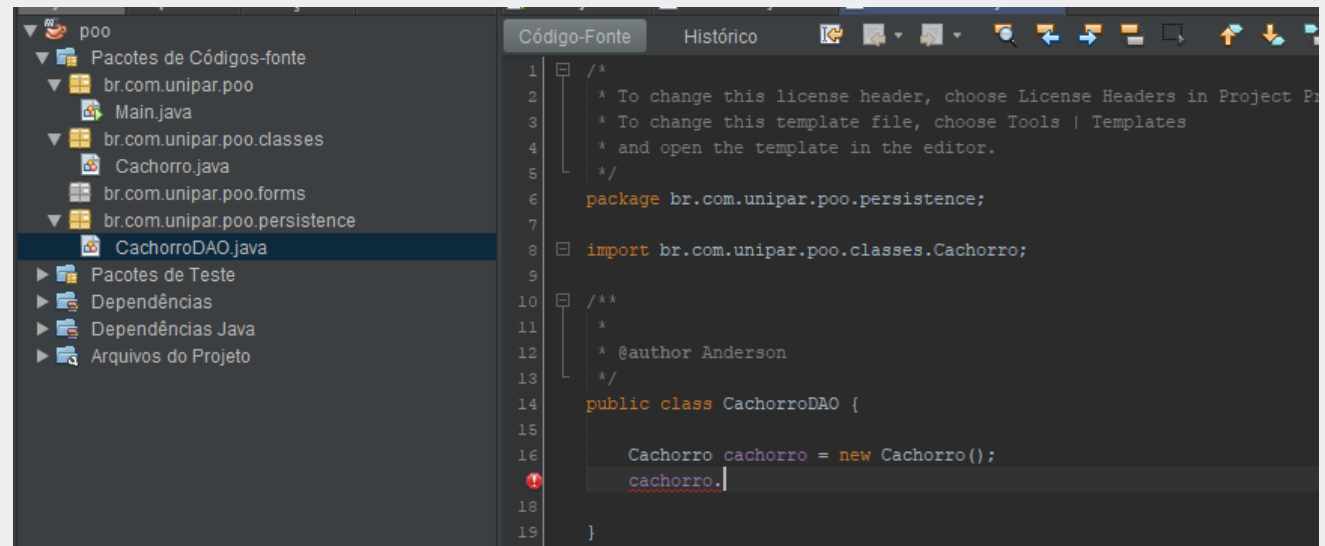 poo
Pacotes de Códigos-fonte
br.com.unipar.poo
Main.java
br.com.unipar.poo.classes
Cachorro.java
br.com.unipar.poo.forms
br.com.unipar.poo.persistence
CachorroDAO.java
Pacotes de Teste
Dependências
Dependências Java
Arquivos do Projeto
Código-Fonte Histórico
1 /*
2 * To change this license header, choose License Headers in Project
3 * To change this template file, choose Tools | Templates
4 * and open the template in the editor.
5 */
6 package br.com.unipar.poo.persistence;
7
8 import br.com.unipar.poo.classes.Cachorro;
9
10 /**
11 *
12 * @author Anderson
13 */
14 public class CachorroDAO {
15
16 Cachorro cachorro = new Cachorro();
cachorro.
18
19 }